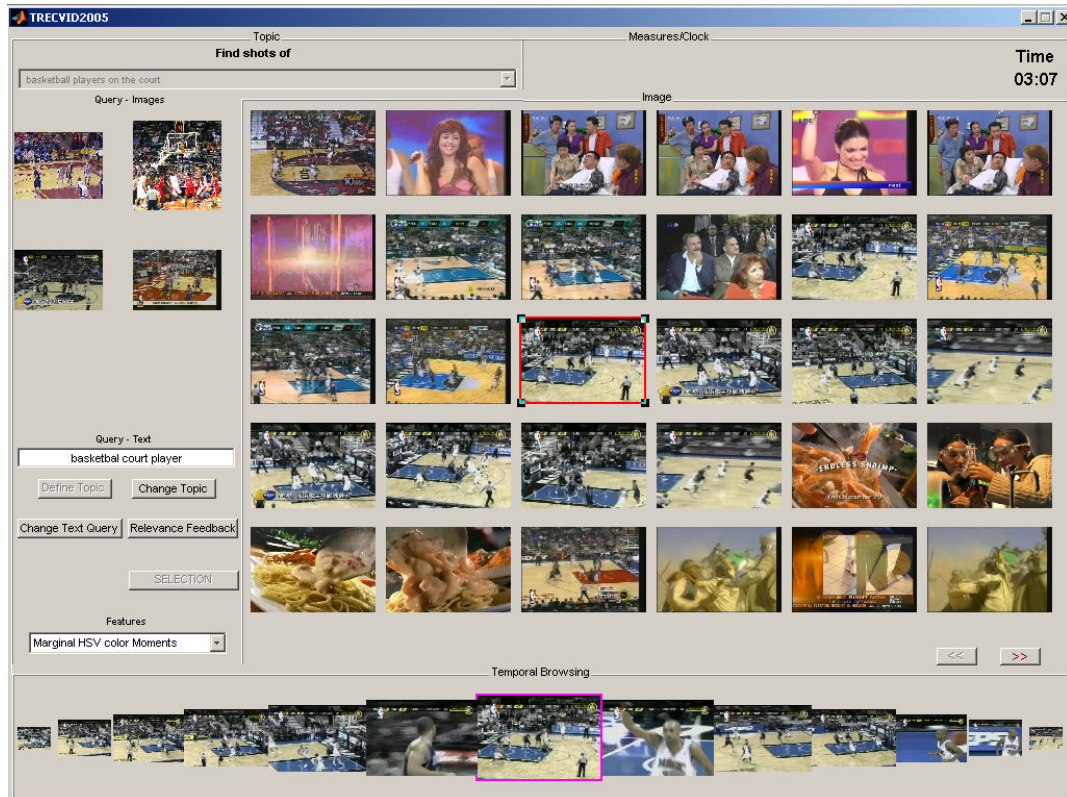 TRECVID2005
Topic
Measures/Clock
Find shots of
Time
basketball players on the court
03:07
Query - Images
Image
ENDLESS SHRIMP
Query - Text
basketbal court player
Define Topic
Change Topic
Change Text Query
Relevance Feedback
SELECTION
Features
Marginal HSV color Moments
<<
>>
Temporal Browsing